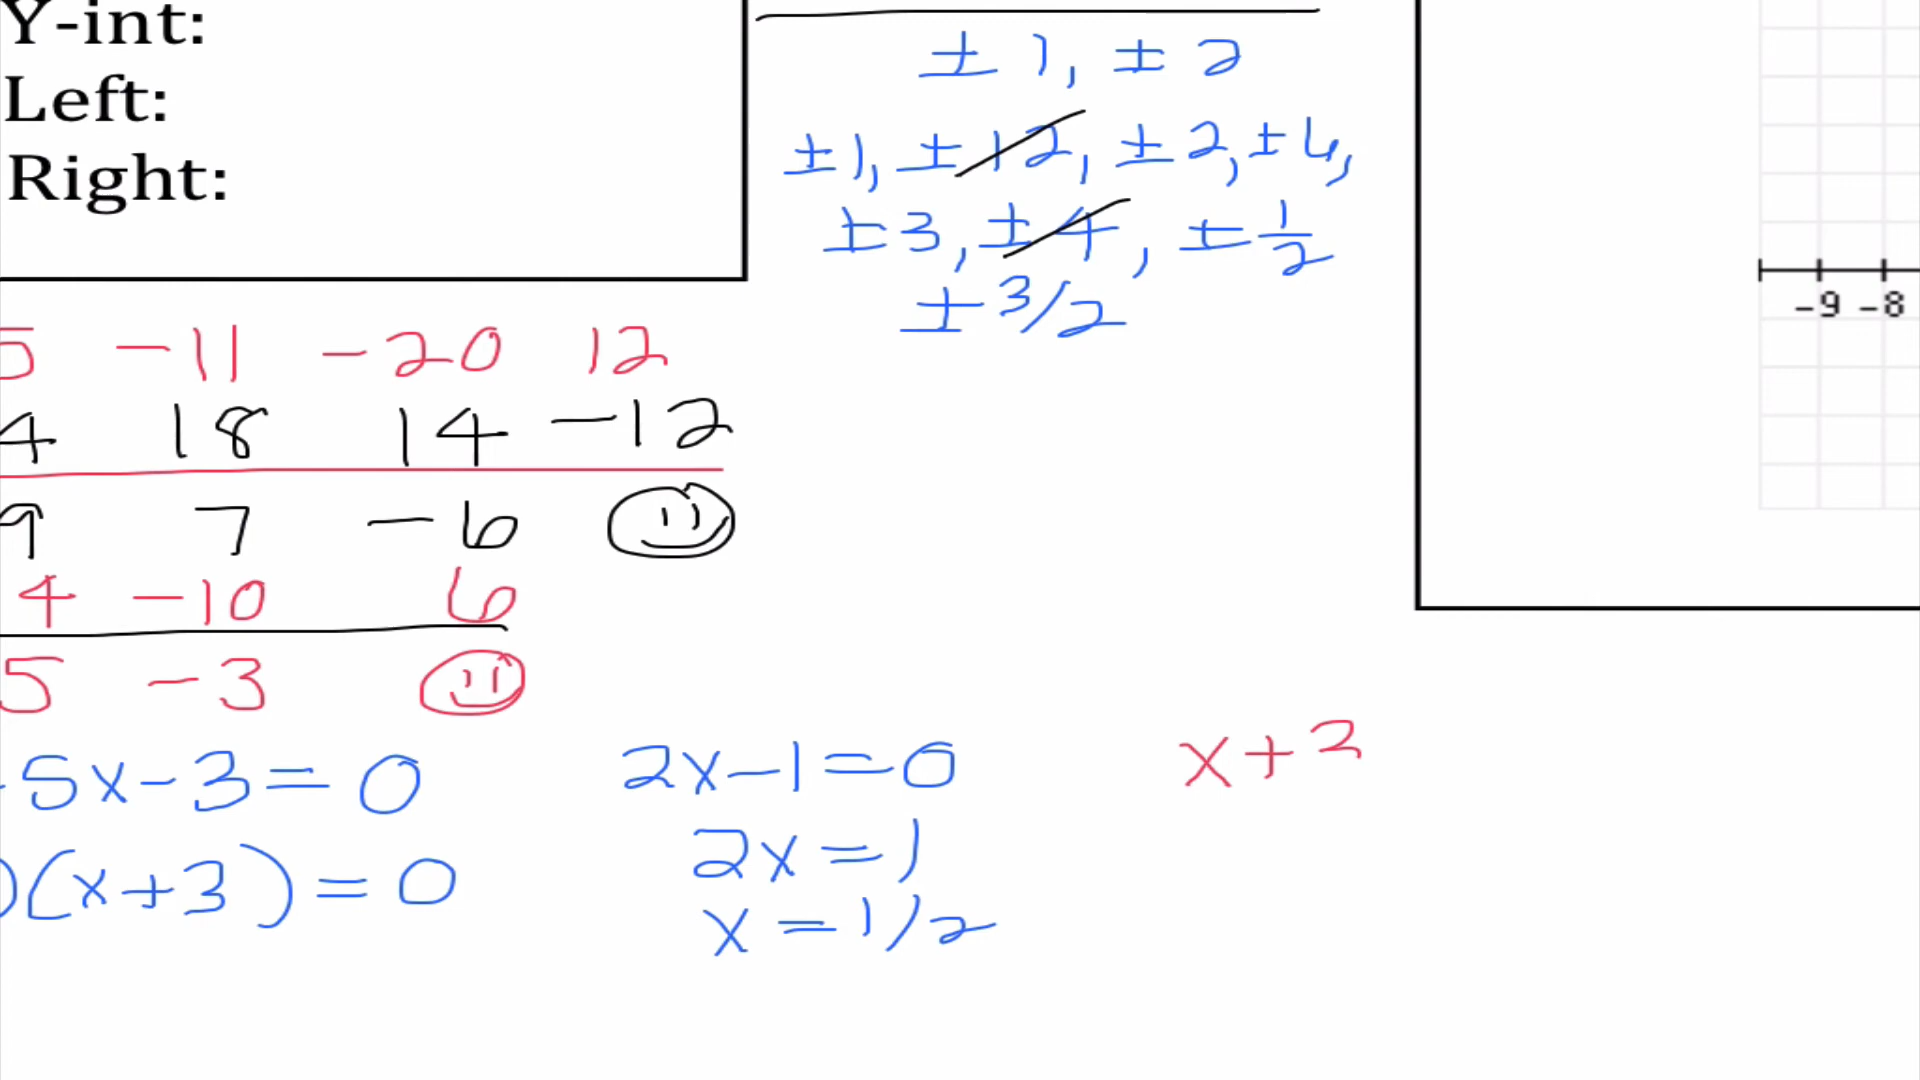 Y-int:
Left:
Right:
± 1, ± 2
±1, ±12, ±2, ±6,
±3, ±4, ± 1/2
± 3/2
5 -11 -20 12
4 18 14 -12
9 7 -6
4 -10 6
5 -3
5x-3=0
)(x+3)=0
2x-1=0
2x=1
x=1/2
x+
-9 -8